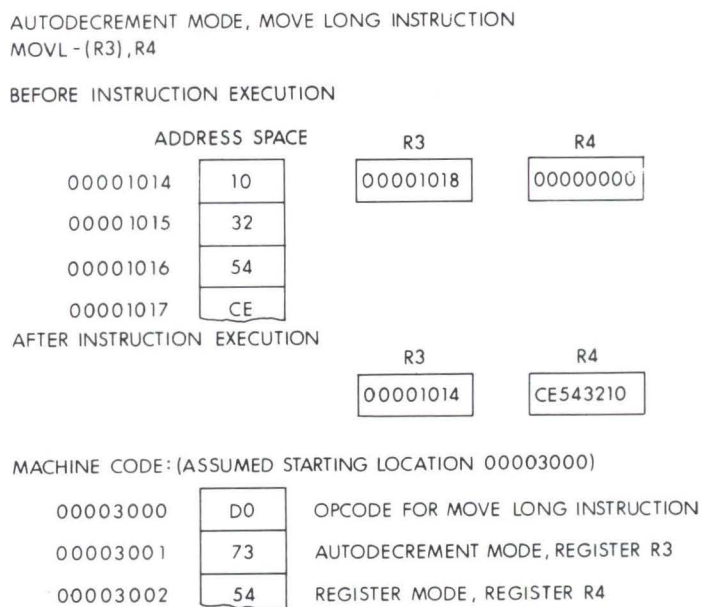 AUTODECREMENT MODE, MOVE LONG INSTRUCTION
MOVL -(R3),R4
BEFORE INSTRUCTION EXECUTION
ADDRESS SPACE R3 R4
00001014 10 00001018 00000000
00001015 32
00001016 54
00001017 CE
AFTER INSTRUCTION EXECUTION
R3 R4
00001014 CE543210
MACHINE CODE: (ASSUMED STARTING LOCATION 00003000)
00003000 D0 OPCODE FOR MOVE LONG INSTRUCTION
00003001 73 AUTODECREMENT MODE, REGISTER R3
00003002 54 REGISTER MODE, REGISTER R4